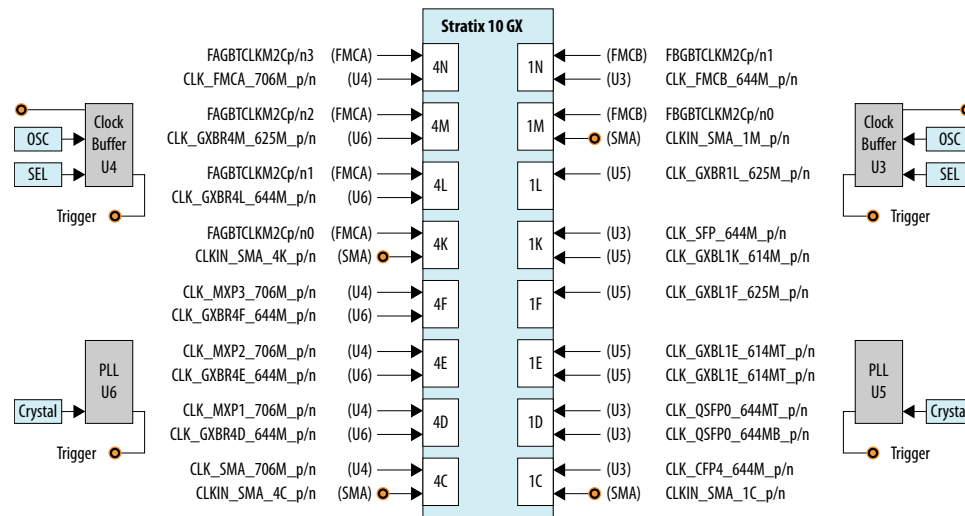 Stratix 10 GX
FAGBTCLKM2Cp/n3 (FMCA) 4N 1N (FMCB) FBGBTCLKM2Cp/n1
CLK_FMCA_706M_p/n (U4) (U3) CLK_FMCB_644M_p/n
FAGBTCLKM2Cp/n2 (FMCA) 4M 1M (FMCB) FBGBTCLKM2Cp/n0
CLK_GXBR4M_625M_p/n (U6) (SMA) CLKIN_SMA_1M_p/n
FAGBTCLKM2Cp/n1 (FMCA) 4L 1L (U5) CLK_GXBR1L_625M_p/n
CLK_GXBR4L_644M_p/n (U6)
FAGBTCLKM2Cp/n0 (FMCA) 4K 1K (U3) CLK_SFP_644M_p/n
CLKIN_SMA_4K_p/n (SMA) (U5) CLK_GXBL1K_614M_p/n
CLK_MXP3_706M_p/n (U4) 4F 1F (U5) CLK_GXBL1F_625M_p/n
CLK_GXBR4F_644M_p/n (U6)
CLK_MXP2_706M_p/n (U4) 4E 1E (U5) CLK_GXBL1E_614MT_p/n
CLK_GXBR4E_644M_p/n (U6) (U5) CLK_GXBL1E_614MT_p/n
CLK_MXP1_706M_p/n (U4) 4D 1D (U3) CLK_QSFP0_644MT_p/n
CLK_GXBR4D_644M_p/n (U6) (U3) CLK_QSFP0_644MB_p/n
CLK_SMA_706M_p/n (U4) 4C 1C (U3) CLK_CFP4_644M_p/n
CLKIN_SMA_4C_p/n (SMA) (SMA) CLKIN_SMA_1C_p/n
OSC
SEL
Clock
Buffer
U4
Trigger
Crystal
PLL
U6
Trigger
Clock
Buffer
U3
OSC
SEL
Trigger
PLL
U5
Crysta
Trigger